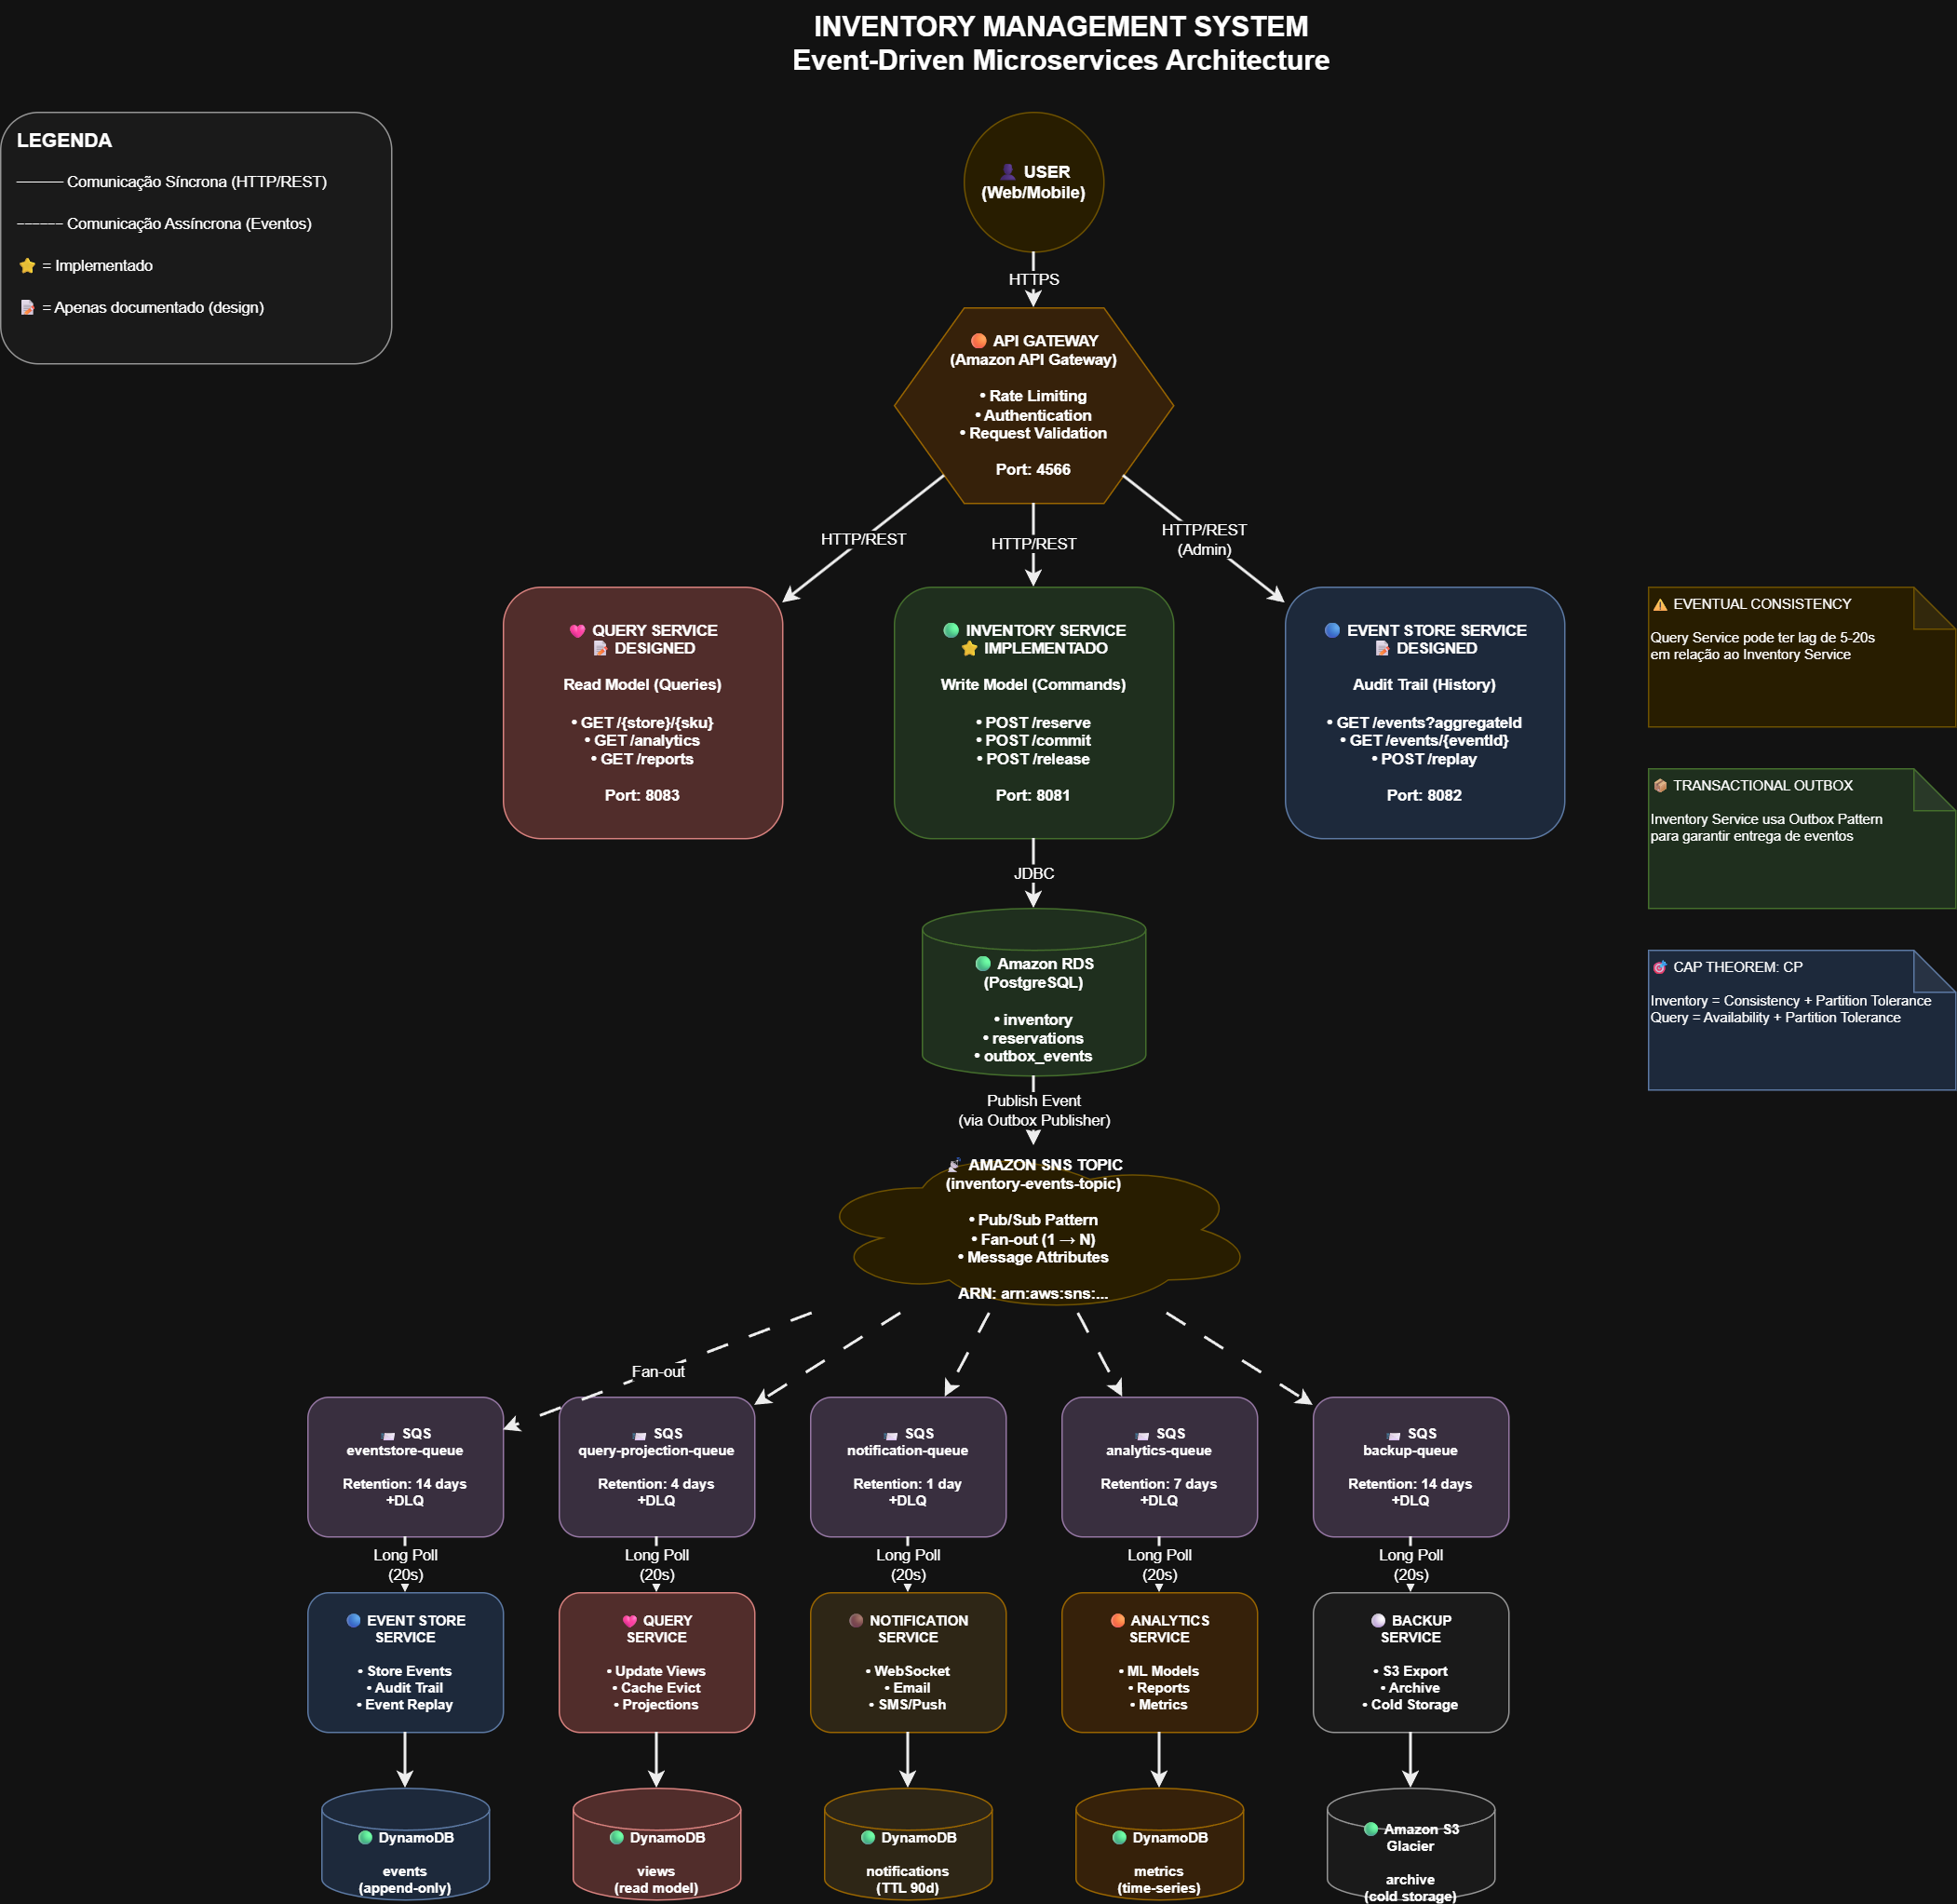 INVENTORY MANAGEMENT SYSTEM
Event-Driven Microservices Architecture
LEGENDA
Comunicação Síncrona (HTTP/REST)
Comunicação Assíncrona (Eventos)
⭐ = Implementado
📝 = Apenas documentado (design)
👤 USER
(Web/Mobile)
HTTPS
🟠 API GATEWAY
(Amazon API Gateway)
• Rate Limiting
• Authentication
• Request Validation
Port: 4566
HTTP/REST
HTTP/REST
HTTP/REST
(Admin)
💗 QUERY SERVICE
📝 DESIGNED
Read Model (Queries)
• GET /{store}/{sku}
• GET /analytics
• GET /reports
Port: 8083
🟢 INVENTORY SERVICE
⭐ IMPLEMENTADO
Write Model (Commands)
• POST /reserve
• POST /commit
• POST /release
Port: 8081
🔵 EVENT STORE SERVICE
📝 DESIGNED
Audit Trail (History)
• GET /events?aggregateId
• GET /events/{eventId}
• POST /replay
Port: 8082
⚠️ EVENTUAL CONSISTENCY
Query Service pode ter lag de 5-20s
em relação ao Inventory Service
📦 TRANSACTIONAL OUTBOX
Inventory Service usa Outbox Pattern
para garantir entrega de eventos
🎯 CAP THEOREM: CP
Inventory = Consistency + Partition Tolerance
Query = Availability + Partition Tolerance
JDBC
🟢 Amazon RDS
(PostgreSQL)
• inventory
• reservations
• outbox_events
Publish Event
(via Outbox Publisher)
📡 AMAZON SNS TOPIC
(inventory-events-topic)
• Pub/Sub Pattern
• Fan-out (1 → N)
• Message Attributes
ARN: arn:aws:sns:...
Fan-out
📨 SQS
eventstore-queue
Retention: 14 days
+DLQ
📨 SQS
query-projection-queue
Retention: 4 days
+DLQ
📨 SQS
notification-queue
Retention: 1 day
+DLQ
📨 SQS
analytics-queue
Retention: 7 days
+DLQ
📨 SQS
backup-queue
Retention: 14 days
+DLQ
Long Poll
(20s)
Long Poll
(20s)
Long Poll
(20s)
Long Poll
(20s)
Long Poll
(20s)
🔵 EVENT STORE
SERVICE
• Store Events
• Audit Trail
• Event Replay
💗 QUERY
SERVICE
• Update Views
• Cache Evict
• Projections
🟤 NOTIFICATION
SERVICE
• WebSocket
• Email
• SMS/Push
🟠 ANALYTICS
SERVICE
• ML Models
• Reports
• Metrics
⚪ BACKUP
SERVICE
• S3 Export
• Archive
• Cold Storage
🟢 DynamoDB
events
(append-only)
🟢 DynamoDB
views
(read model)
🟢 DynamoDB
notifications
(TTL 90d)
🟢 DynamoDB
metrics
(time-series)
🟢 Amazon S3
Glacier
archive
(cold storage)